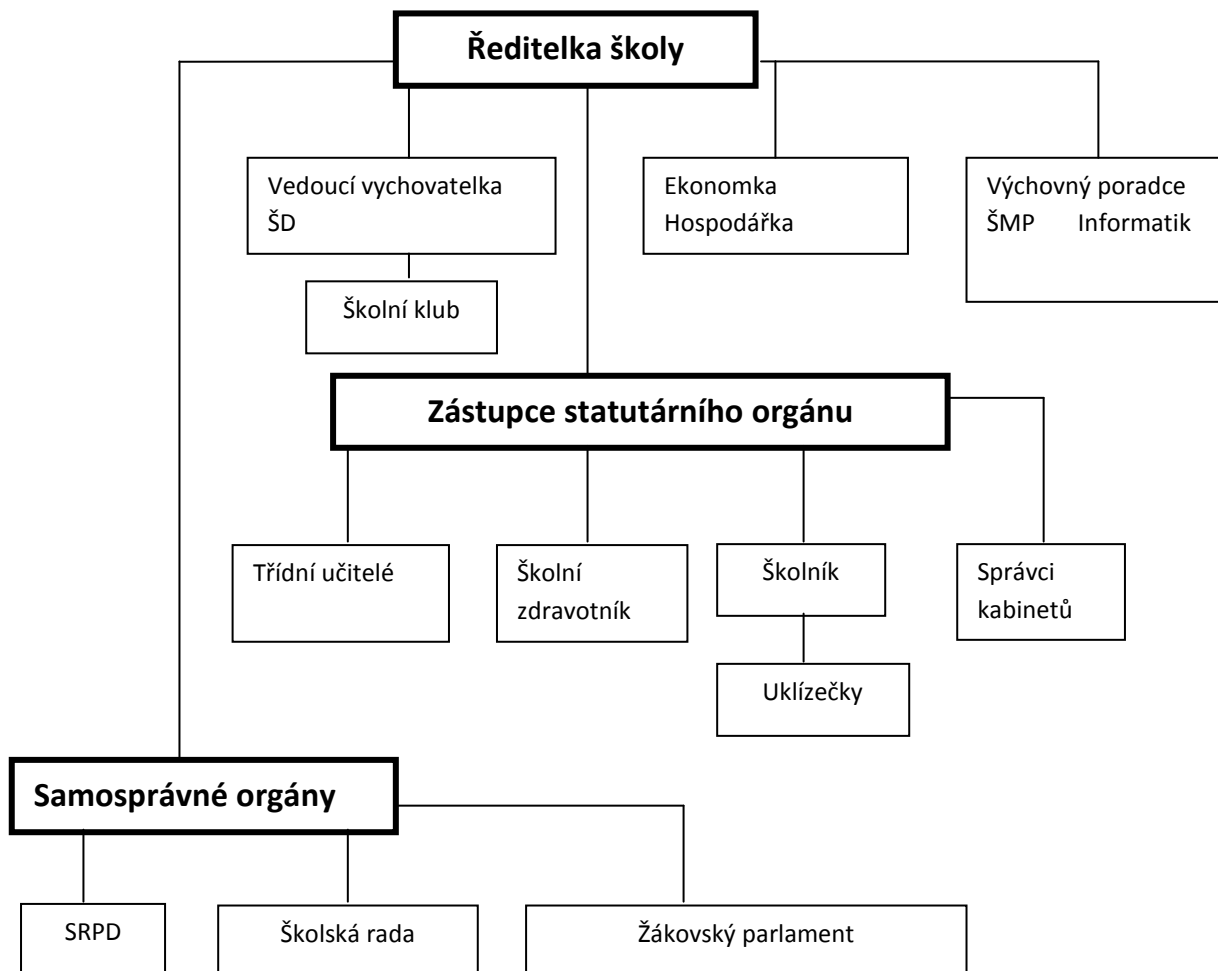 Ředitelka školy
Vedoucí vychovatelka
ŠD
Ekonomka
Hospodářka
Výchovný poradce
ŠMP Informatik
Školní klub
Zástupce statutárního orgánu
Třídní učitelé
Školní
zdravotník
Školník
Správci
kabinetů
Uklízečky
Samosprávné orgány
SRPD
Školská rada
Žákovský parlament